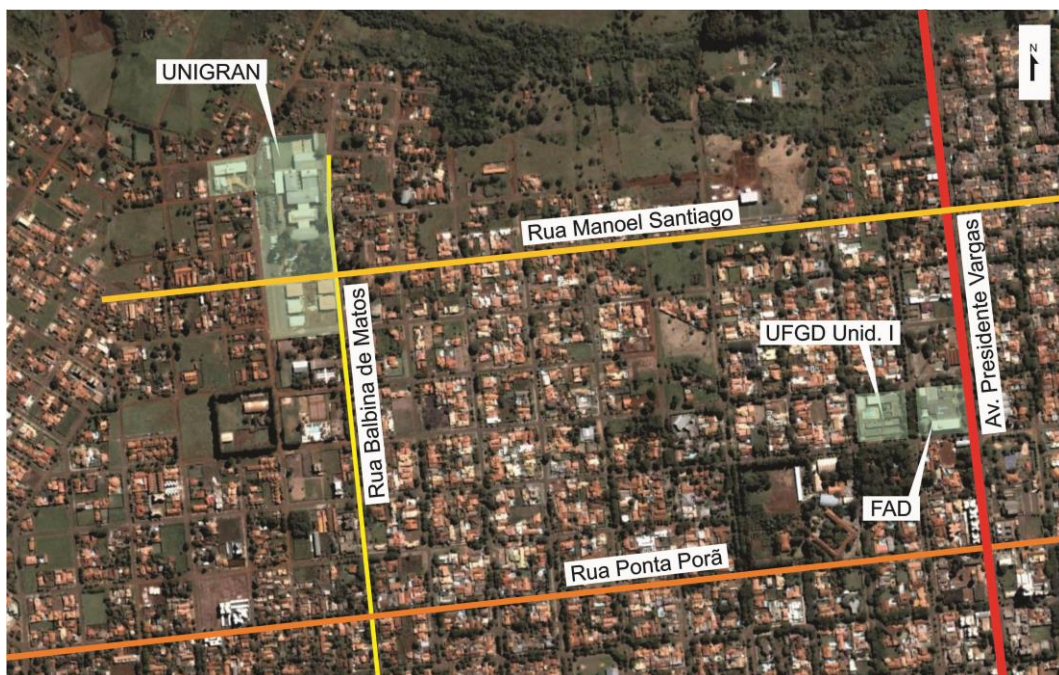 UNIGRAN
N
Rua Manoel Santiago
Rua Balbina de Matos
UFGD Unid. I
Av. Presidente Vargas
FAD
Rua Ponta Porã